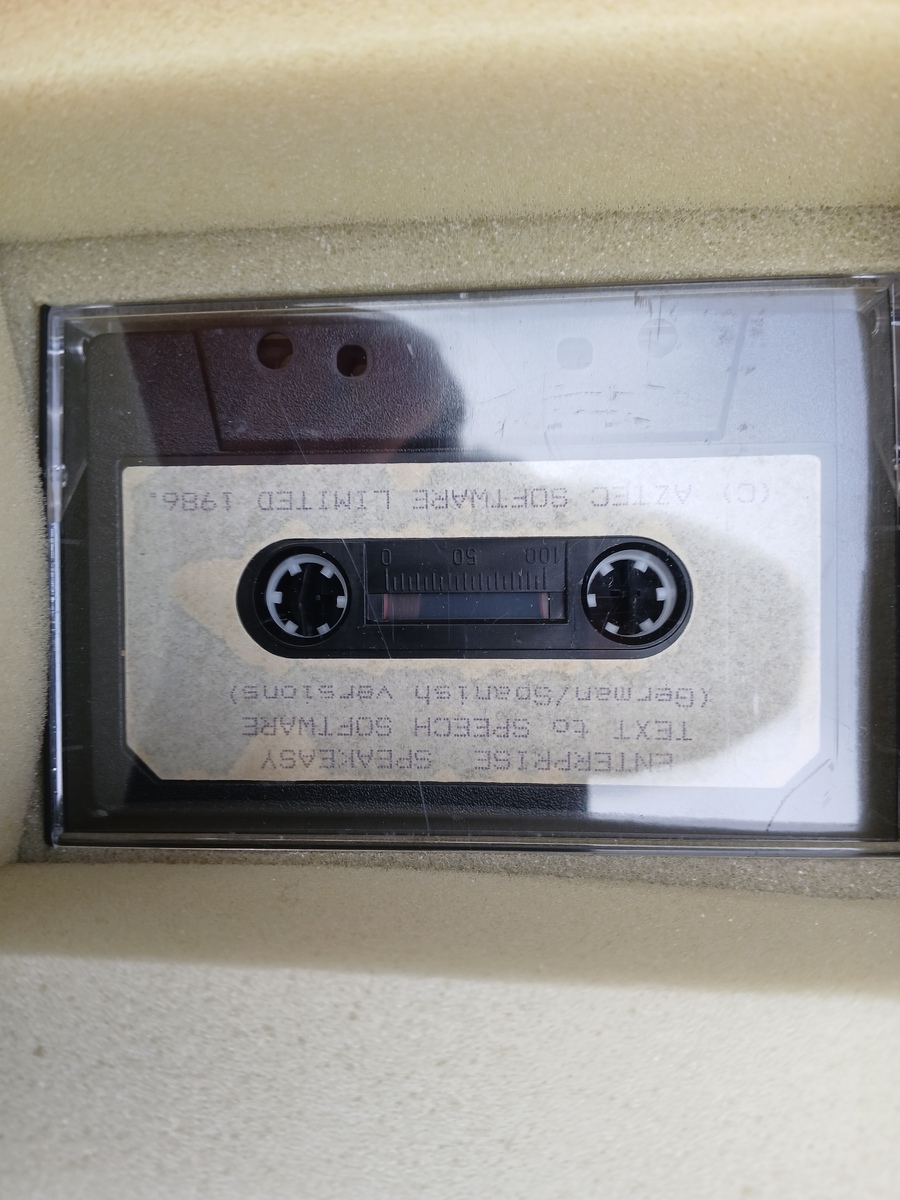 ENTERPRISE SPEAKEASY
TEXT to SPEECH SOFTWARE
(German/Spanish versions)
100 50 0
(C) AZTEC SOFTWARE LIMITED 1986.